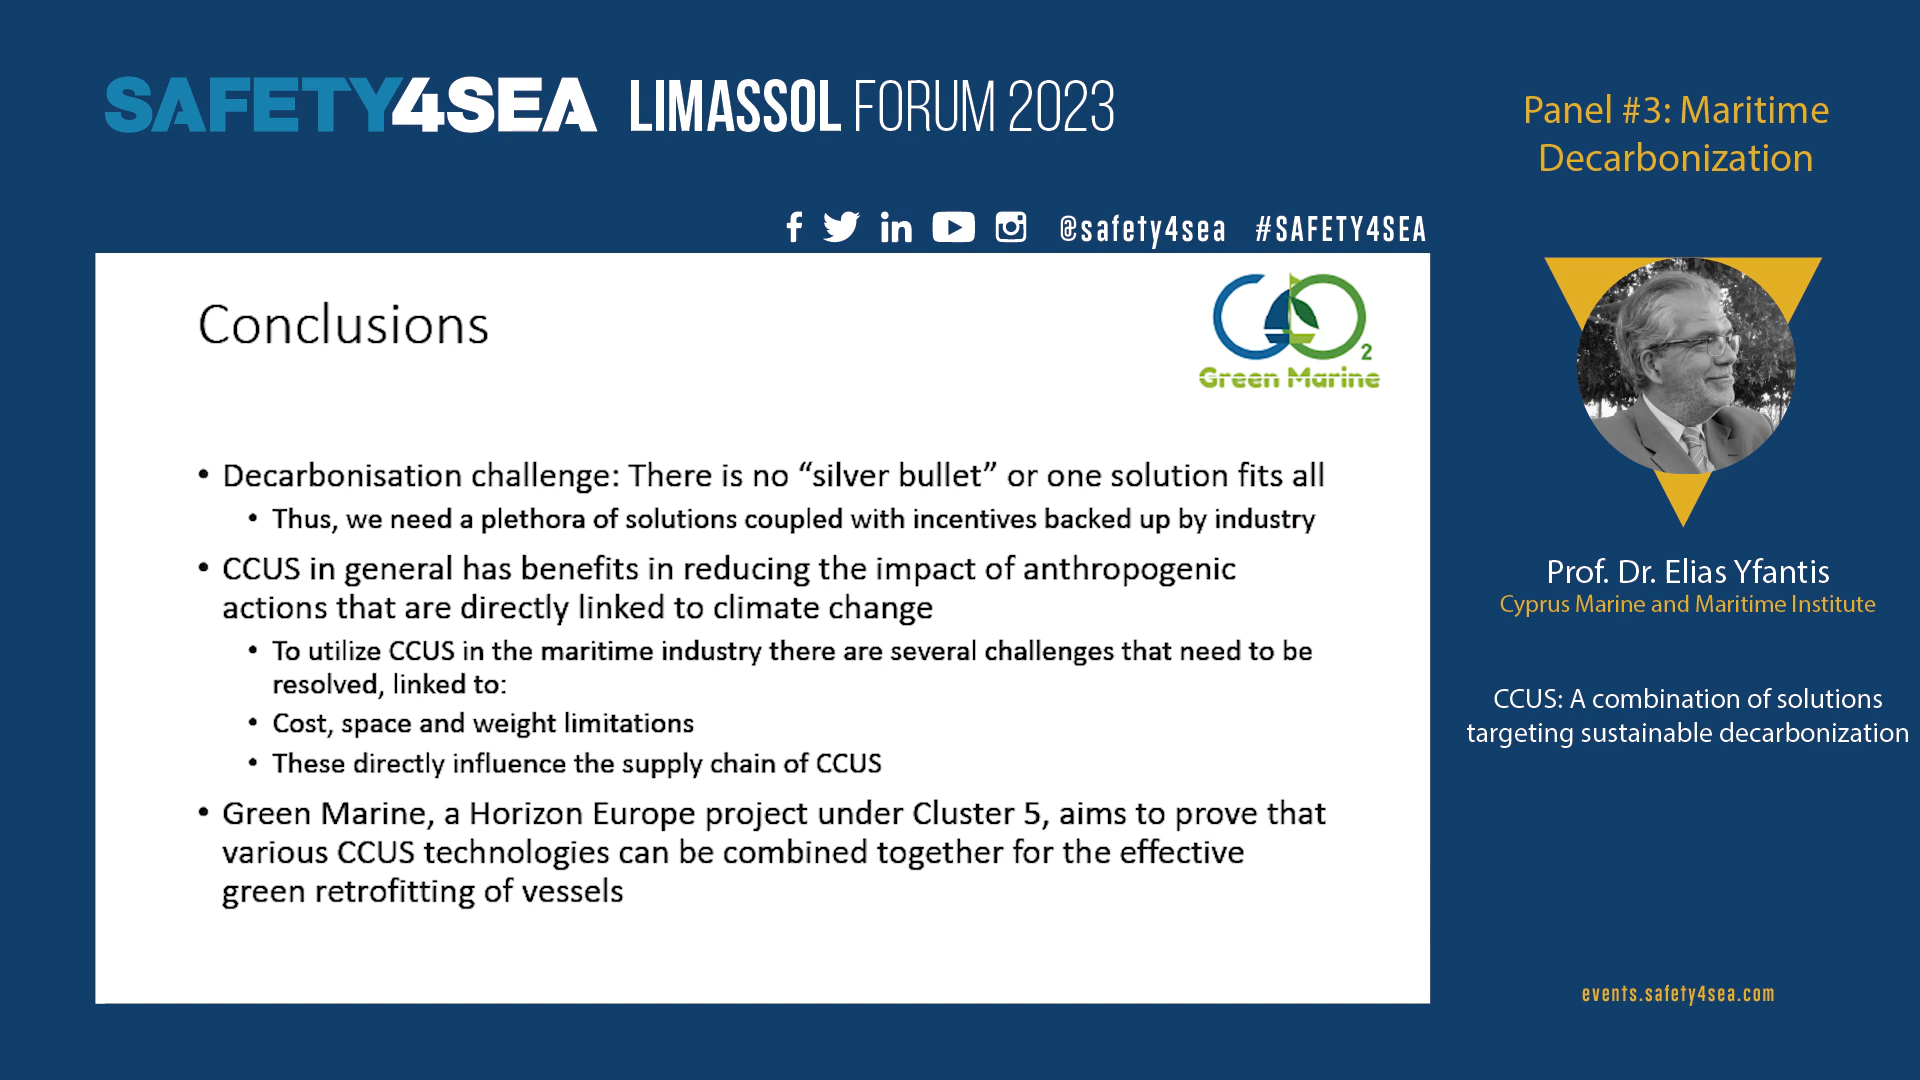 SAFETY4SEA LIMASSOL FORUM 2023
Panel #3: Maritime
Decarbonization
f in @safety4sea #SAFETY4SEA
Conclusions
CO2
Green Marine
• Decarbonisation challenge: There is no “silver bullet” or one solution fits all
• Thus, we need a plethora of solutions coupled with incentives backed up by industry
• CCUS in general has benefits in reducing the impact of anthropogenic
actions that are directly linked to climate change
• To utilize CCUS in the maritime industry there are several challenges that need to be
resolved, linked to:
• Cost, space and weight limitations
• These directly influence the supply chain of CCUS
• Green Marine, a Horizon Europe project under Cluster 5, aims to prove that
various CCUS technologies can be combined together for the effective
green retrofitting of vessels
Prof. Dr. Elias Yfantis
Cyprus Marine and Maritime Institute
CCUS: A combination of solutions
targeting sustainable decarbonization
events.safety4sea.com